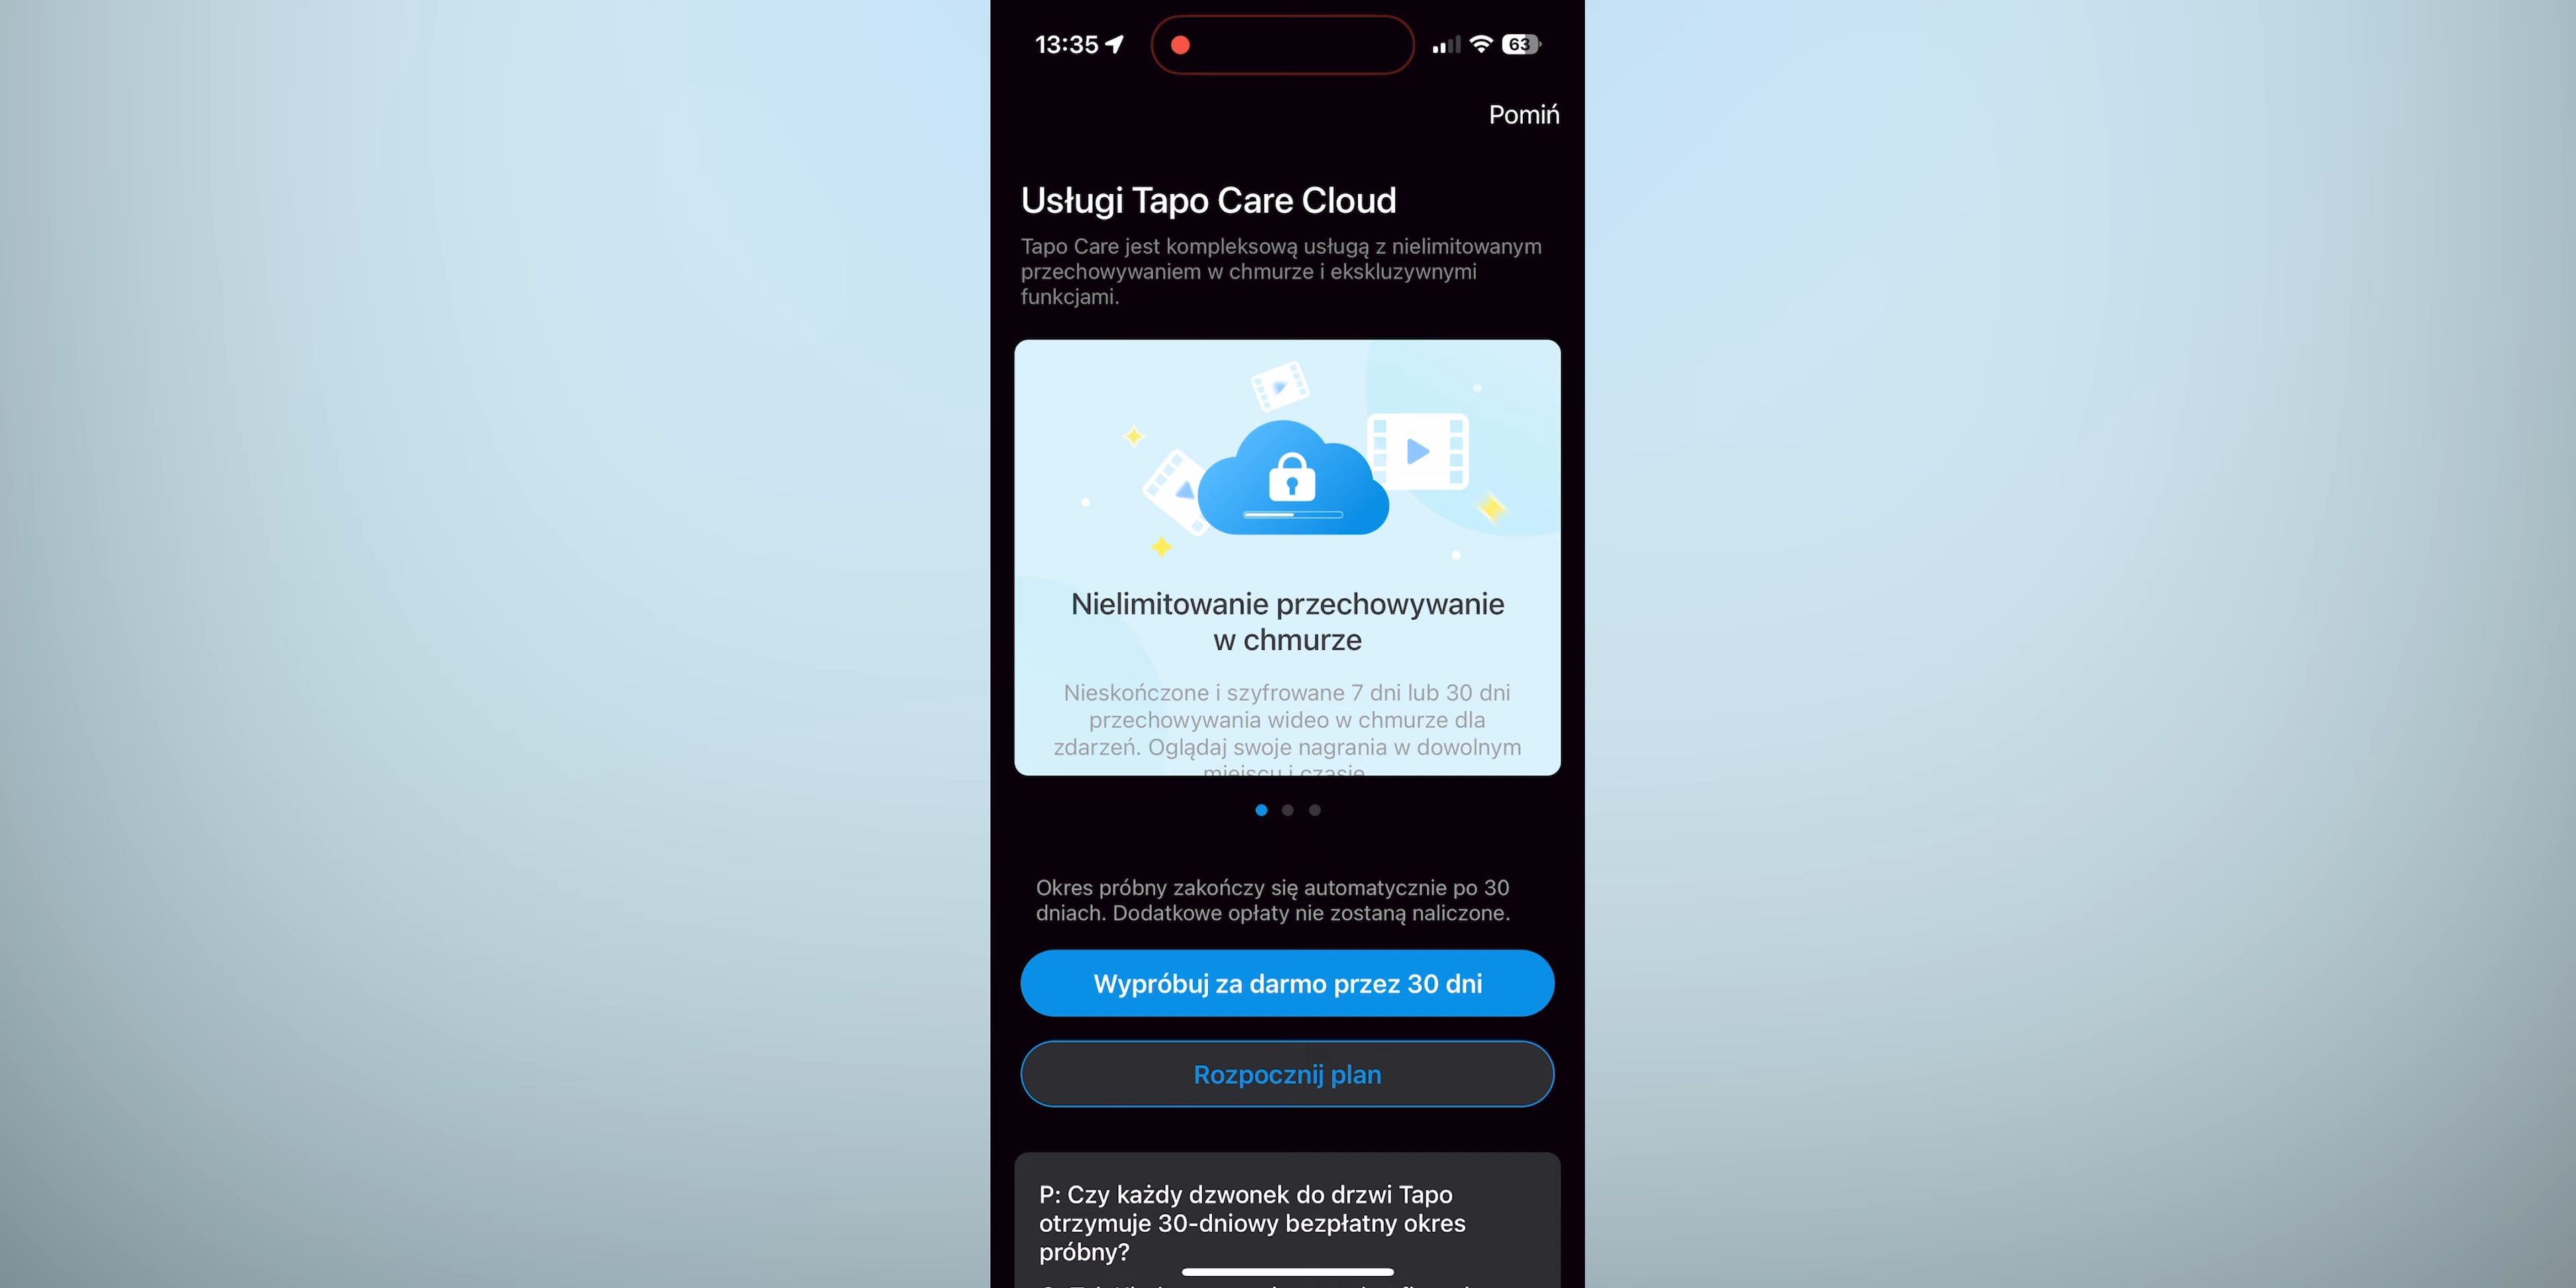 13:35
63
Pomiń
Usługi Tapo Care Cloud
Tapo Care jest kompleksową usługą z nielimitowanym
przechowywaniem w chmurze i ekskluzywnymi
funkcjami.
Nielimitowanie przechowywanie
w chmurze
Nieskończone i szyfrowane 7 dni lub 30 dni
przechowywania wideo w chmurze dla
zdarzeń. Oglądaj swoje nagrania w dowolnym
miejscu i czasie.
Okres próbny zakończy się automatycznie po 30
dniach. Dodatkowe opłaty nie zostaną naliczone.
Wypróbuj za darmo przez 30 dni
Rozpocznij plan
P: Czy każdy dzwonek do drzwi Tapo
otrzymuje 30-dniowy bezpłatny okres
próbny?